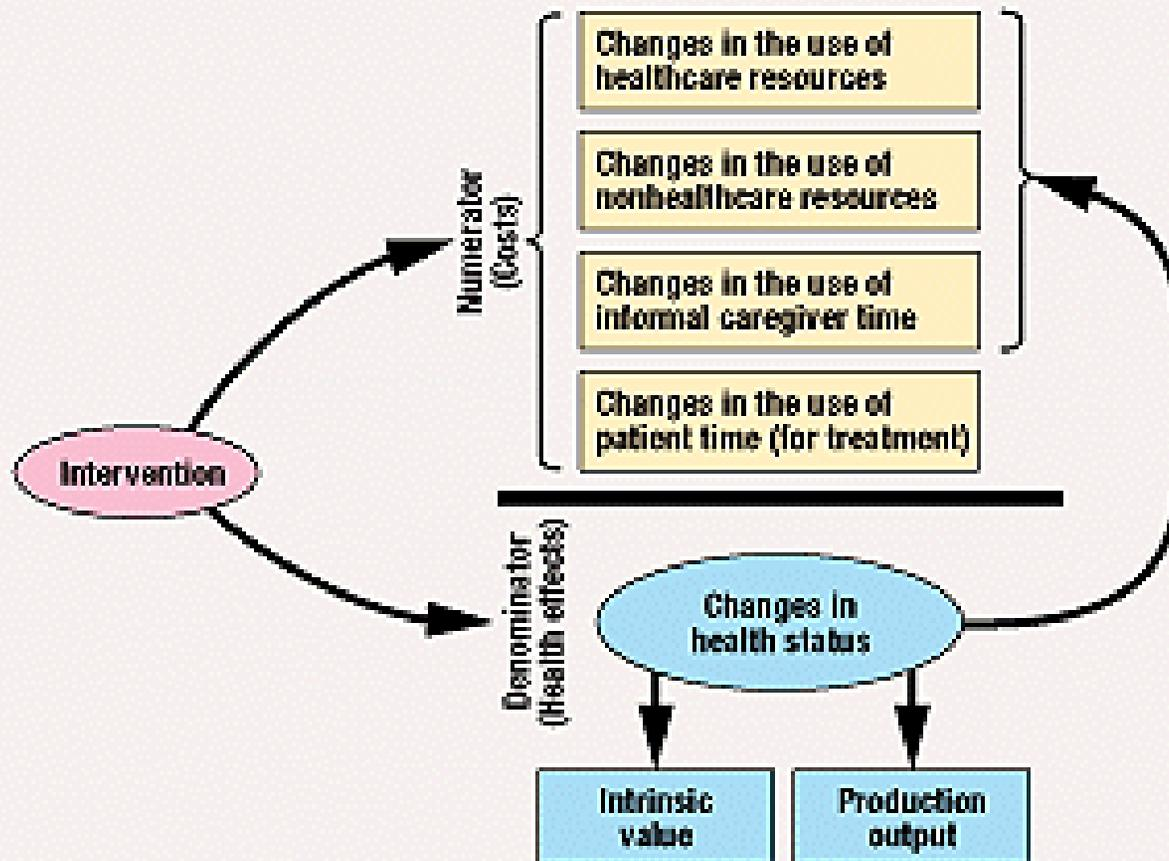 Changes in the use of
healthcare resources
Changes in the use of
nonhealthcare resources
Numerator
(Costs)
Changes in the use of
informal caregiver time
Changes in the use of
patient time (for treatment)
Intervention
Denominator
(Health effects)
Changes in
health status
Intrinsic
value
Production
output